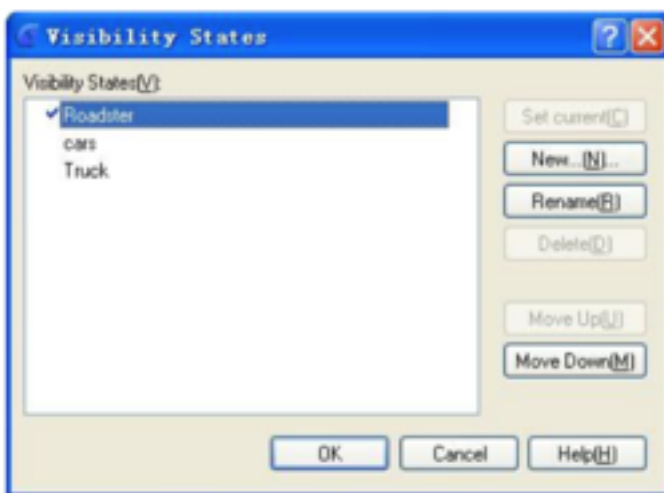 Visibility States
Visibility States(V):
Roadster
cars
Truck
Set current(C)
New...(N)...
Rename(R)
Delete(D)
Move Up(U)
Move Down(M)
OK
Cancel
Help(H)